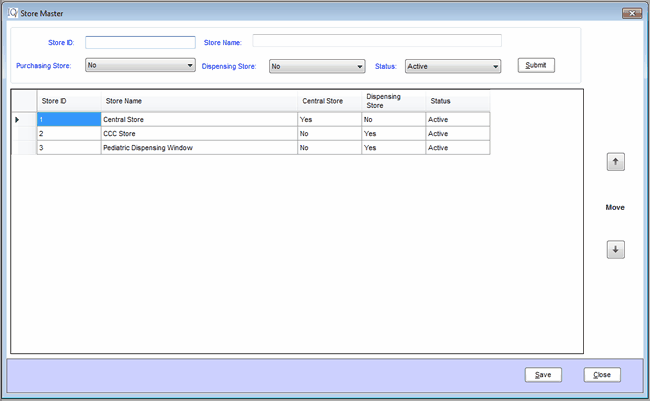 Store Master
Store ID: Store Name:
Purchasing Store: No Dispensing Store: No Status: Active Submit
Store ID Store Name Central Store Dispensing Store Status
1 Central Store Yes No Active
2 CCC Store No Yes Active
3 Pediatric Dispensing Window No Yes Active
Move
Save Close